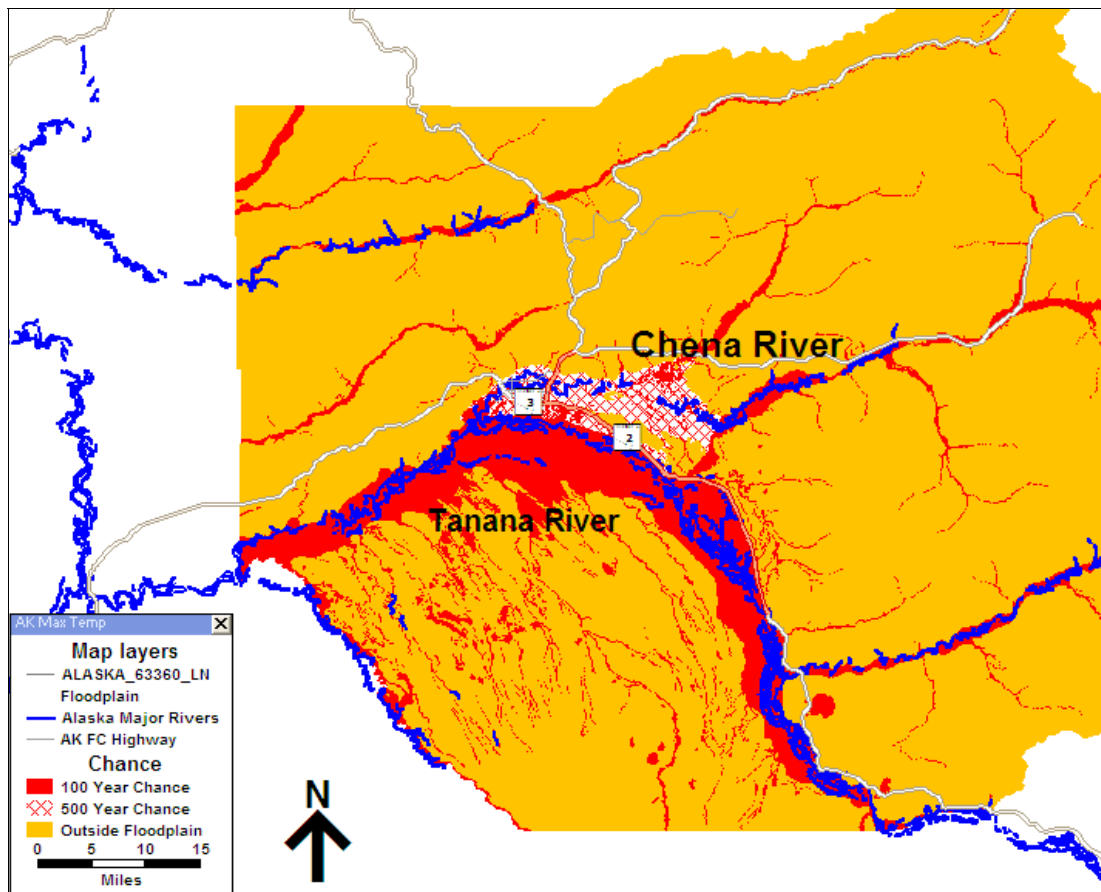 Chena River
3
2
Tanana River
AK Max Temp
Map layers
ALASKA_63360_LN
Floodplain
Alaska Major Rivers
AK FC Highway
Chance
100 Year Chance
500 Year Chance
Outside Floodplain
0 5 10 15
Miles
N